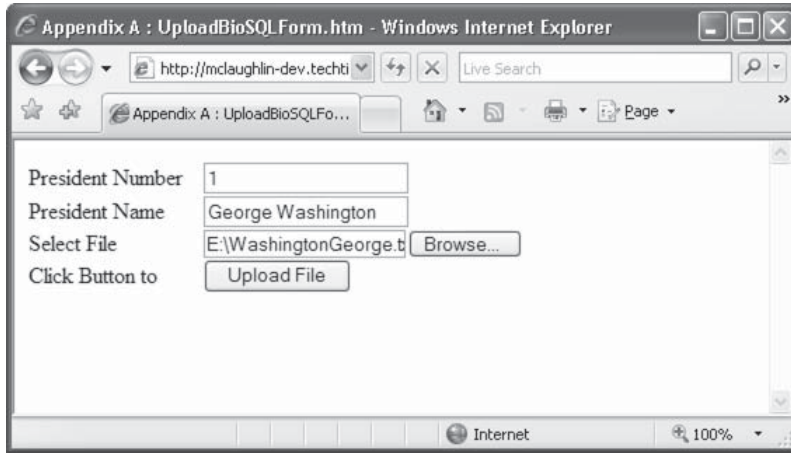 Appendix A : UploadBioSQLForm.htm - Windows Internet Explorer
http://mclaughlin-dev.techti
Live Search
Appendix A : UploadBioSQLFo...
Page
President Number 1
President Name George Washington
Select File E:\WashingtonGeorge.t Browse...
Click Button to Upload File
Internet 100%